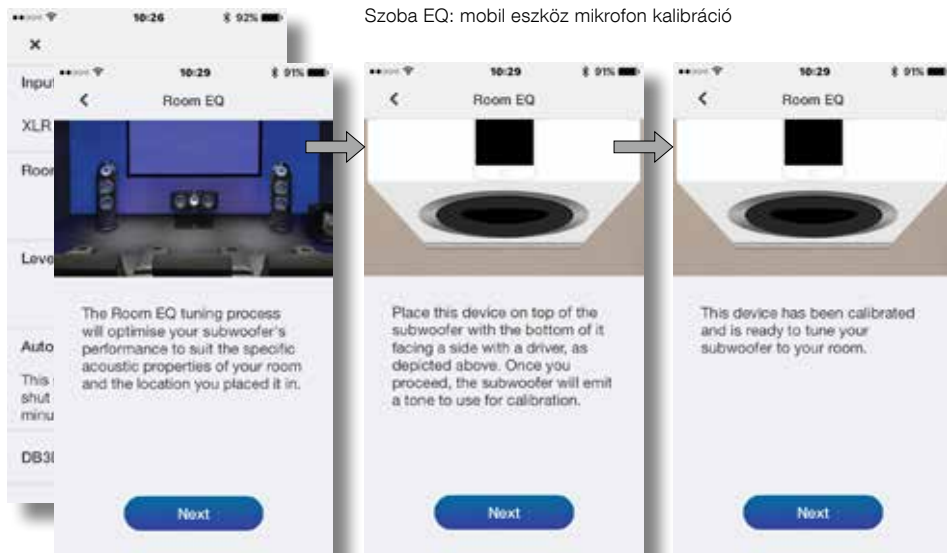 Szoba EQ: mobil eszköz mikrofon kalibráció
10:26
92%
×
Inpu
XLR
Roor
Leve
Auto
This
shut
minu
DB3
10:29
91%
Room EQ
The Room EQ tuning process
will optimise your subwoofer's
performance to suit the specific
acoustic properties of your room
and the location you placed it in.
Next
10:29
91%
Room EQ
Place this device on top of the
subwoofer with the bottom of it
facing a side with a driver, as
depicted above. Once you
proceed, the subwoofer will emit
a tone to use for calibration.
Next
10:29
91%
Room EQ
This device has been calibrated
and is ready to tune your
subwoofer to your room.
Next